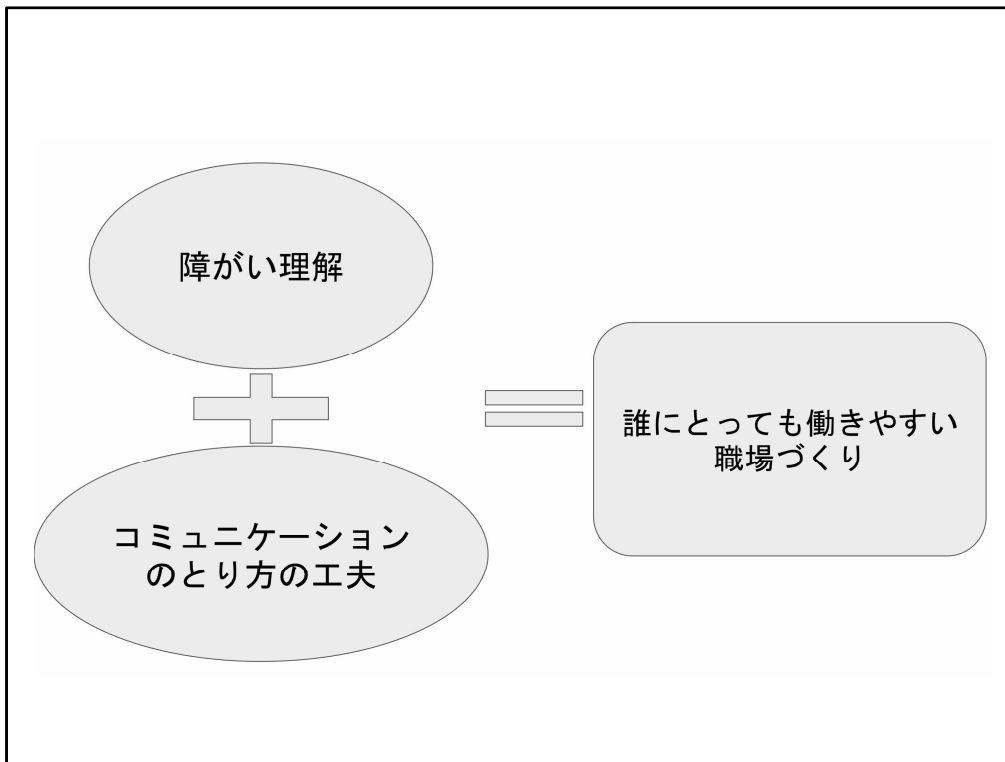 障がい理解
コミュニケーション
のとり方の工夫
誰にとっても働きやすい
職場づくり